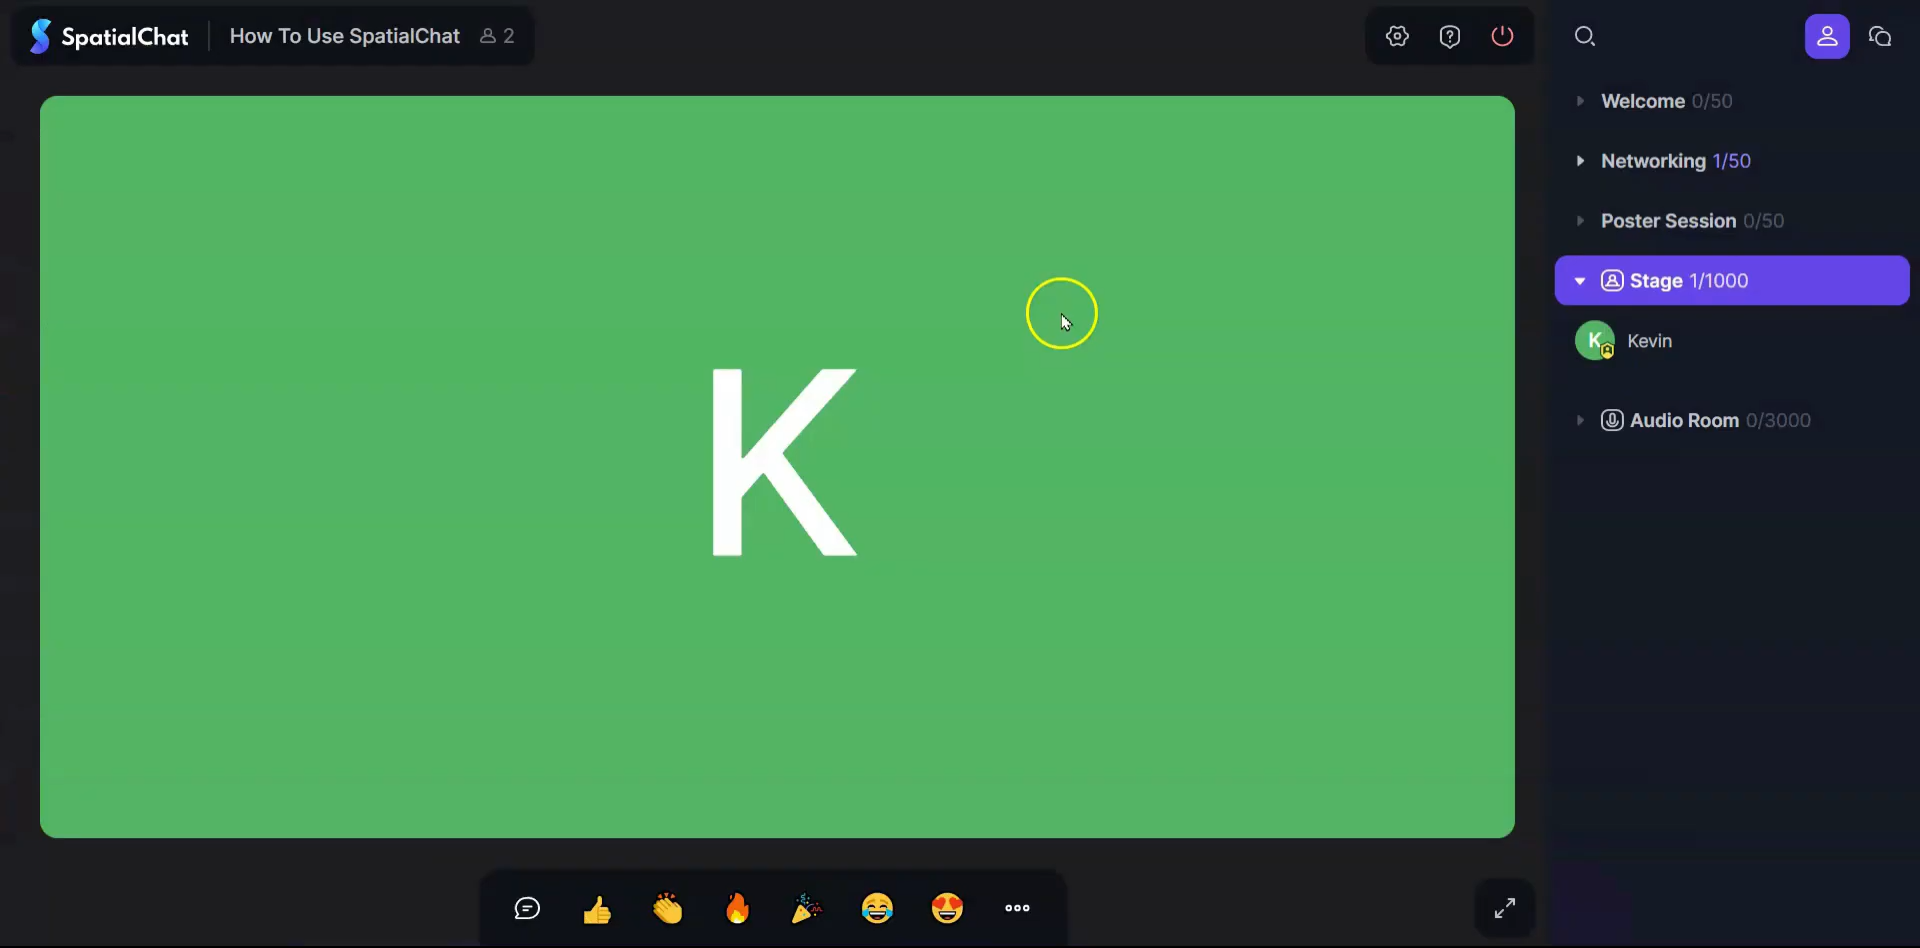 SpatialChat
How To Use SpatialChat 2
Welcome 0/50
Networking 1/50
Poster Session 0/50
Stage 1/1000
K Kevin
Audio Room 0/3000
K